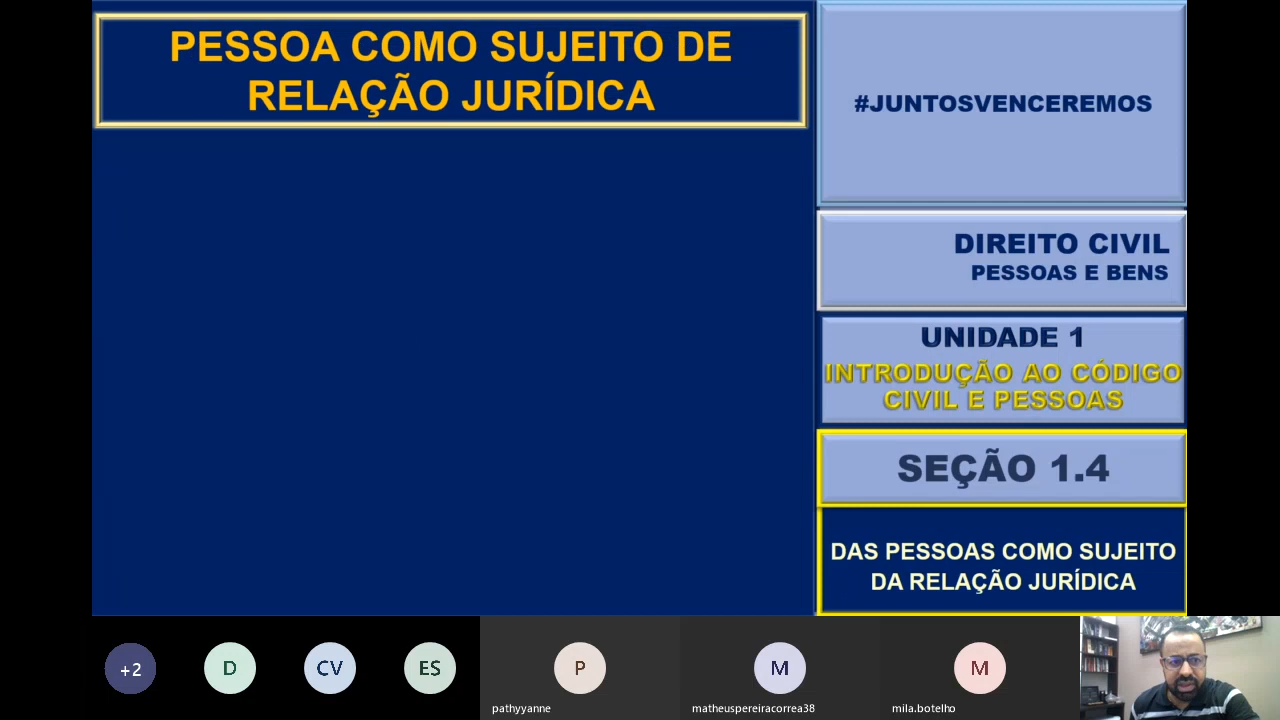 PESSOA COMO SUJEITO DE
RELAÇÃO JURÍDICA
#JUNTOSVENCEREMOS
DIREITO CIVIL
PESSOAS E BENS
UNIDADE 1
INTRODUÇÃO AO CÓDIGO
CIVIL E PESSOAS
SEÇÃO 1.4
DAS PESSOAS COMO SUJEITO
DA RELAÇÃO JURÍDICA
+2
D
CV
ES
P
M
M
pathyyanne
matheuspereiracorrea38
mila.botelho